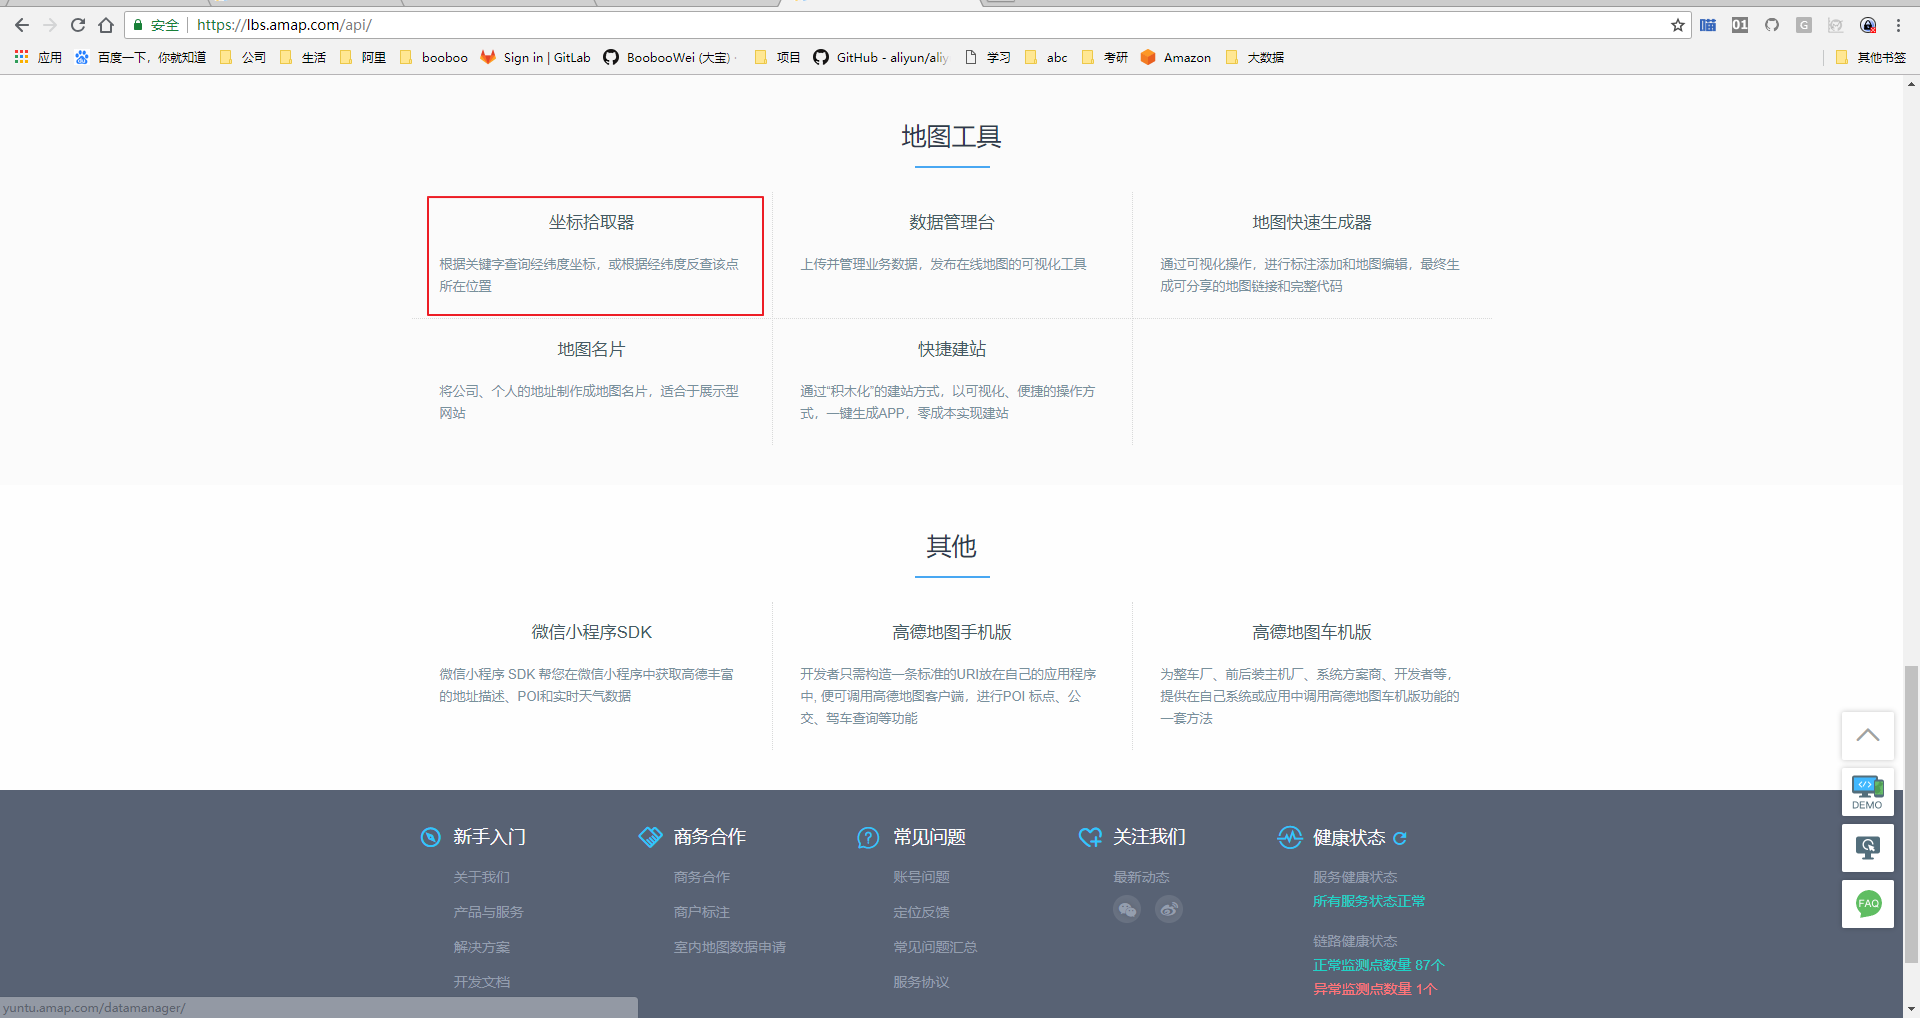 安全 https://lbs.amap.com/api/
01 G
应用 百度一下，你就知道 公司 生活 阿里 booboo Sign in | GitLab BoobooWei (大宝) · 项目 GitHub - aliyun/aliy 学习 abc 考研 Amazon 大数据 其他书签
地图工具
坐标拾取器 数据管理台 地图快速生成器
根据关键字查询经纬度坐标，或根据经纬度反查该点
所在位置
上传并管理业务数据，发布在线地图的可视化工具
通过可视化操作，进行标注添加和地图编辑，最终生
成可分享的地图链接和完整代码
地图名片 快捷建站
将公司、个人的地址制作成地图名片，适合于展示型
网站
通过“积木化”的建站方式，以可视化、便捷的操作方
式，一键生成APP，零成本实现建站
其他
微信小程序SDK 高德地图手机版 高德地图车机版
微信小程序 SDK 帮您在微信小程序中获取高德丰富
的地址描述、POI和实时天气数据
开发者只需构造一条标准的URI放在自己的应用程序
中, 便可调用高德地图客户端，进行POI 标点、公
交、驾车查询等功能
为整车厂、前后装主机厂、系统方案商、开发者等，
提供在自己系统或应用中调用高德地图车机版功能的
一套方法
DEMO
FAQ
新手入门
关于我们
产品与服务
解决方案
开发文档
商务合作
商务合作
商户标注
室内地图数据申请
常见问题
账号问题
定位反馈
常见问题汇总
服务协议
关注我们
最新动态
健康状态
服务健康状态
所有服务状态正常
链路健康状态
正常监测点数量 87个
异常监测点数量 1个
yuntu.amap.com/datamanager/